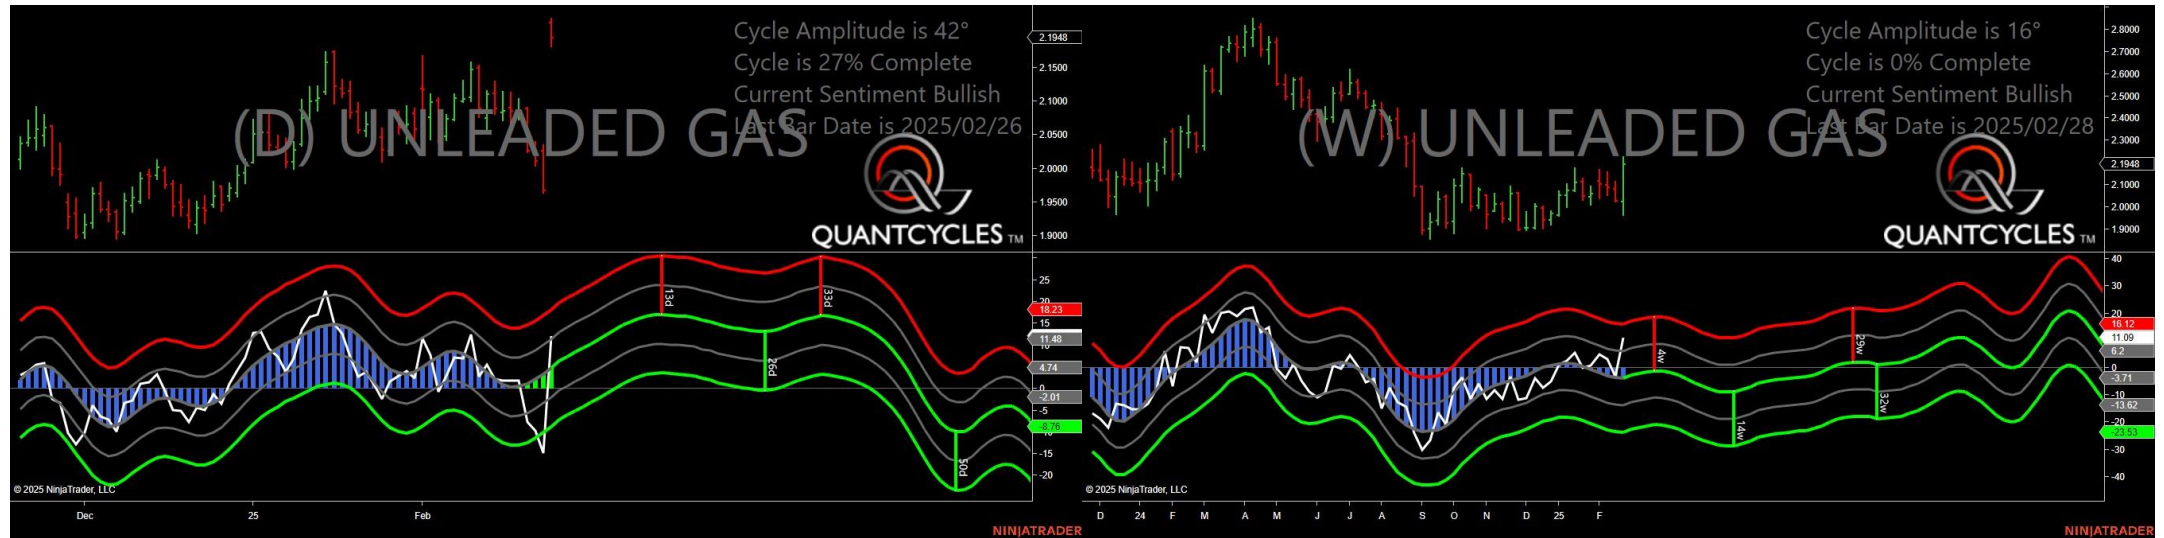 Cycle Amplitude is 42°
Cycle is 27% Complete
Current Sentiment Bullish
Last Bar Date is 2025/02/26
(D) UNLEADED GAS
QUANTCYCLES TM
2.1948
2.1500
2.1000
2.0500
2.0000
1.9500
1.9000
13d
33d
26d
50d
25
20
18.23
15
11.48
10
4.74
0
-2.01
-5
-8.76
-15
-20
© 2025 NinjaTrader, LLC
Dec
25
Feb
NINJATRADER
Cycle Amplitude is 16°
Cycle is 0% Complete
Current Sentiment Bullish
Last Bar Date is 2025/02/28
(W) UNLEADED GAS
QUANTCYCLES TM
2.8000
2.7000
2.6000
2.5000
2.4000
2.3000
2.1948
2.1000
2.0000
1.9000
4w
29w
14w
32w
40
30
20
16.12
11.09
6.2
0
-3.71
-10
-13.62
-20
-23.53
-30
-40
© 2025 NinjaTrader, LLC
D
24
F
M
A
M
J
J
A
S
O
N
D
25
F
NINJATRADER